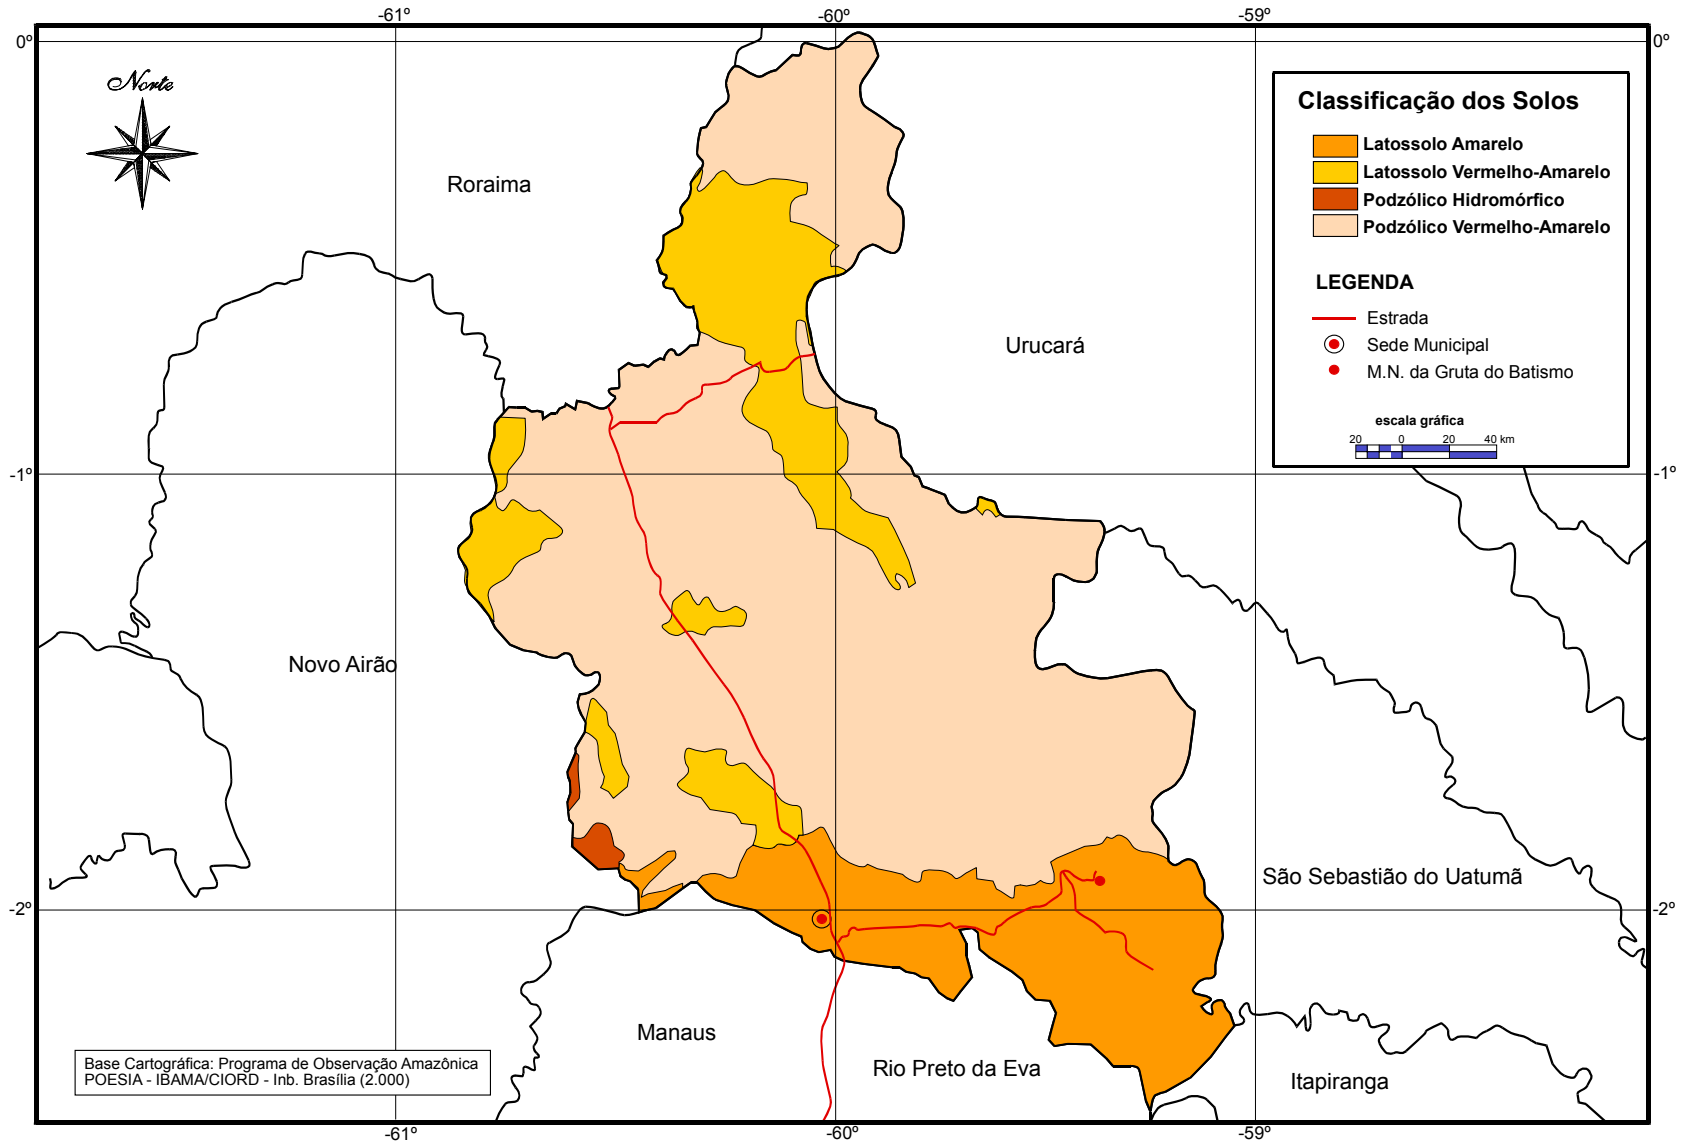 -61º
-60º
-59º
0º
0º
Norte
Classificação dos Solos
Latossolo Amarelo
Latossolo Vermelho-Amarelo
Podzólico Hidromórfico
Podzólico Vermelho-Amarelo
LEGENDA
Estrada
Sede Municipal
M.N. da Gruta do Batismo
escala gráfica
20 0 20 40 km
Roraima
Urucará
-1º
-1º
Novo Airão
São Sebastião do Uatumã
-2º
-2º
Manaus
Rio Preto da Eva
Itapiranga
Base Cartográfica: Programa de Observação Amazônica
POESIA - IBAMA/CIORD - Inb. Brasília (2.000)
-61º
-60º
-59º